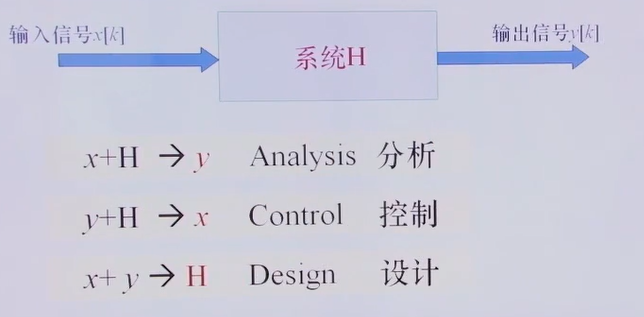 输入信号x[k]
系统H
输出信号y[k]
x+H → y Analysis 分析
y+H → x Control 控制
x+ y → H Design 设计